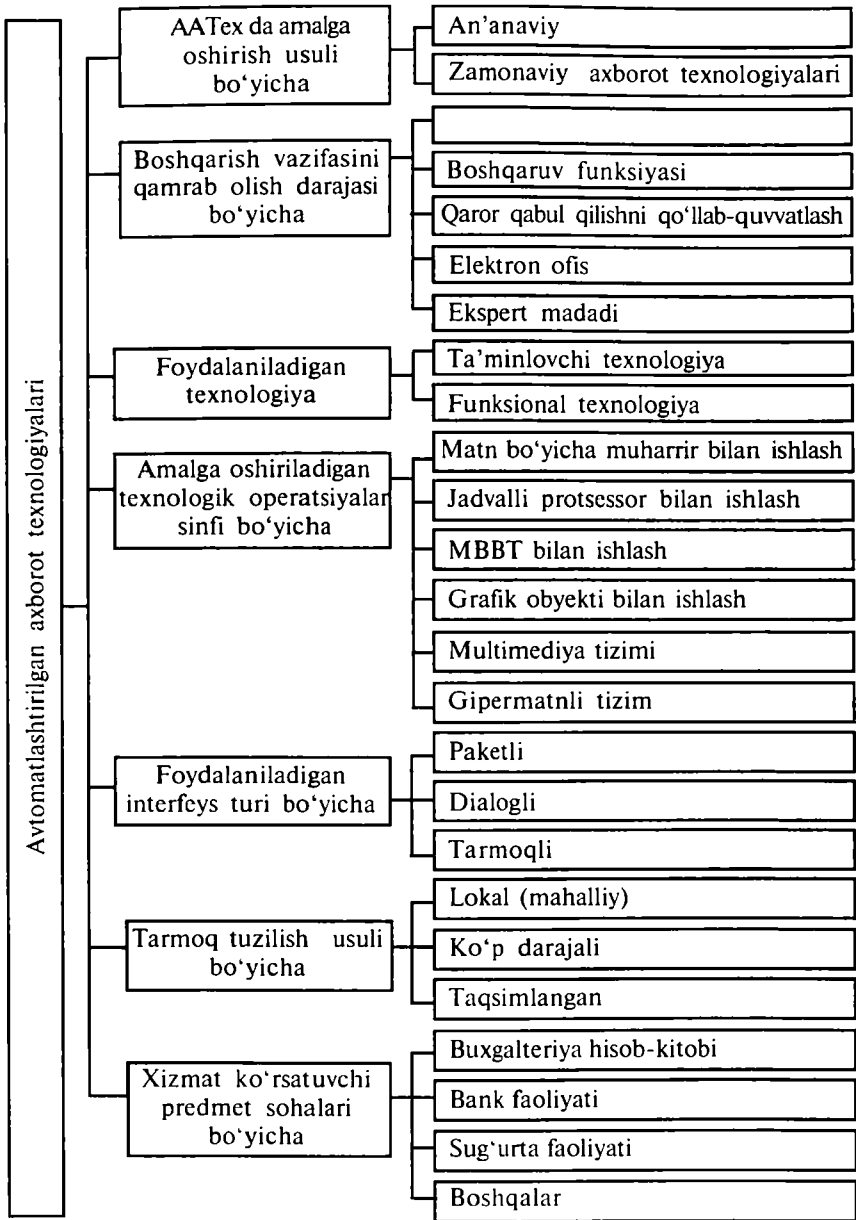 Avtomatlashtirilgan axborot texnologiyalari
AATex da amalga
oshirish usuli
bo‘yicha
An’anaviy
Zamonaviy axborot texnologiyalari
Boshqarish vazifasini
qamrab olish darajasi
bo‘yicha
Boshqaruv funksiyasi
Qaror qabul qilishni qo‘llab-quvvatlash
Elektron ofis
Ekspert madadi
Foydalaniladigan
texnologiya
Ta’minlovchi texnologiya
Funksional texnologiya
Amalga oshiriladigan
texnologik operatsiyalar
sinfi bo‘yicha
Matn bo‘yicha muharrir bilan ishlash
Jadvalli protsessor bilan ishlash
MBBT bilan ishlash
Grafik obyekti bilan ishlash
Multimediya tizimi
Gipermatnli tizim
Foydalaniladigan
interfeys turi bo‘yicha
Paketli
Dialogli
Tarmoqli
Tarmoq tuzilish usuli
bo‘yicha
Lokal (mahalliy)
Ko‘p darajali
Taqsimlangan
Xizmat ko‘rsatuvchi
predmet sohalari
bo‘yicha
Buxgalteriya hisob-kitobi
Bank faoliyati
Sug‘urta faoliyati
Boshqalar